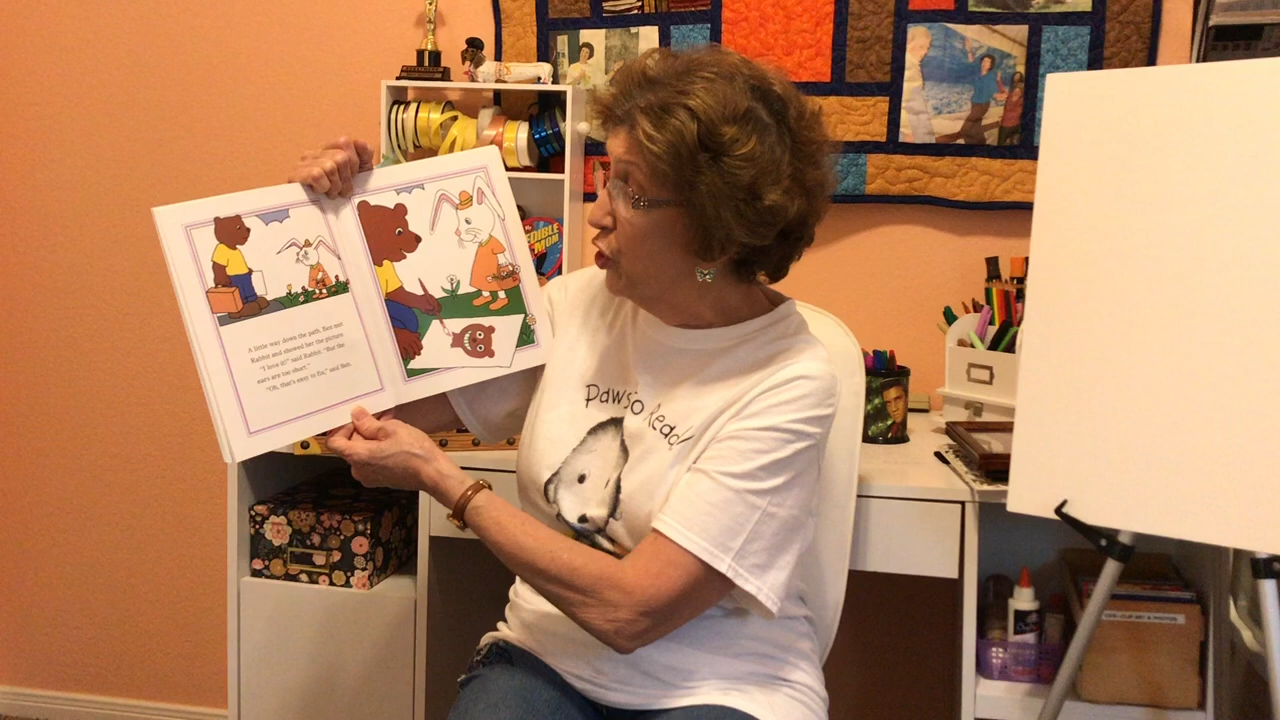 A little way down the path, Ben met
Rabbit and showed her the picture.
"I love it!" said Rabbit. "But the
ears are too short."
"Oh, that's easy to fix," said Ben.
Paws to Read!
EDIBLE
MOM